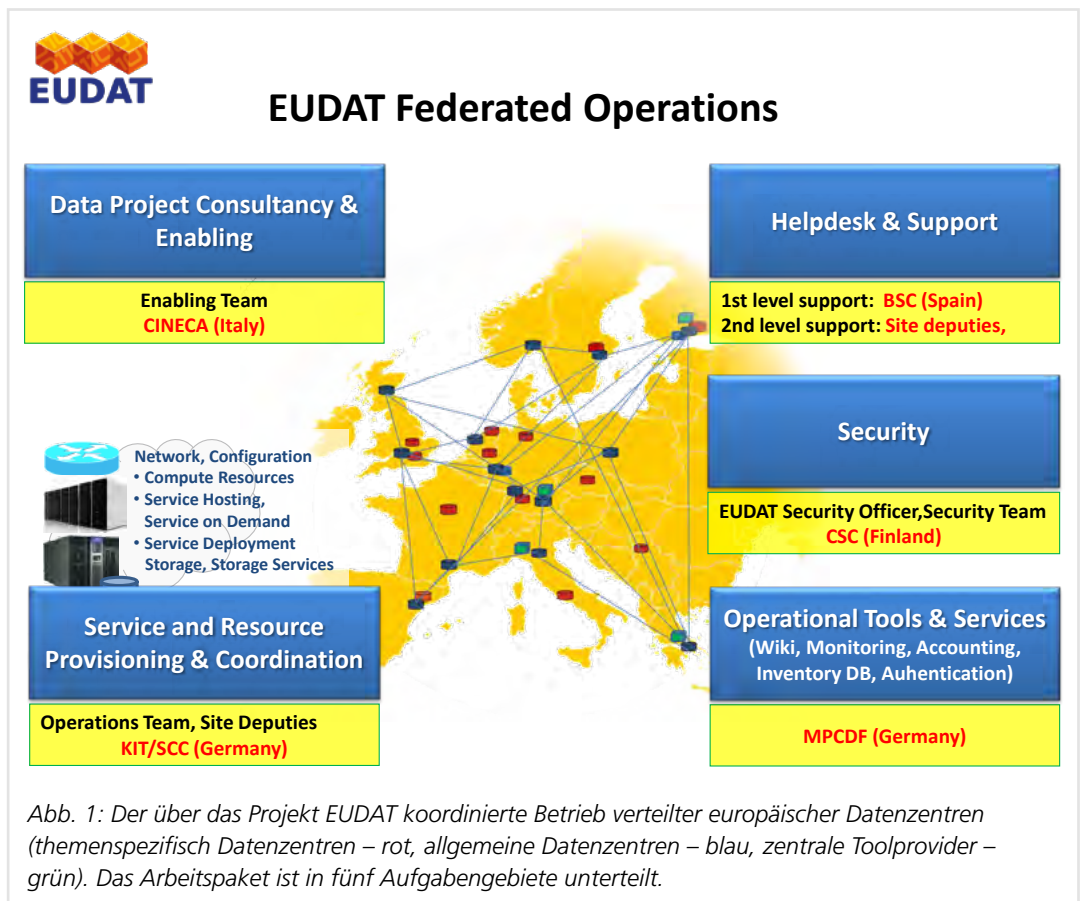 EUDAT
EUDAT Federated Operations
Data Project Consultancy &
Enabling
Enabling Team
CINECA (Italy)
Helpdesk & Support
1st level support: BSC (Spain)
2nd level support: Site deputies,
Security
EUDAT Security Officer,Security Team
CSC (Finland)
Network, Configuration
• Compute Resources
• Service Hosting,
Service on Demand
• Service Deployment
Storage, Storage Services
Service and Resource
Provisioning & Coordination
Operations Team, Site Deputies
KIT/SCC (Germany)
Operational Tools & Services
(Wiki, Monitoring, Accounting,
Inventory DB, Auhentication)
MPCDF (Germany)
Abb. 1: Der über das Projekt EUDAT koordinierte Betrieb verteilter europäischer Datenzentren
(themenspezifisch Datenzentren – rot, allgemeine Datenzentren – blau, zentrale Toolprovider –
grün). Das Arbeitspaket ist in fünf Aufgabengebiete unterteilt.